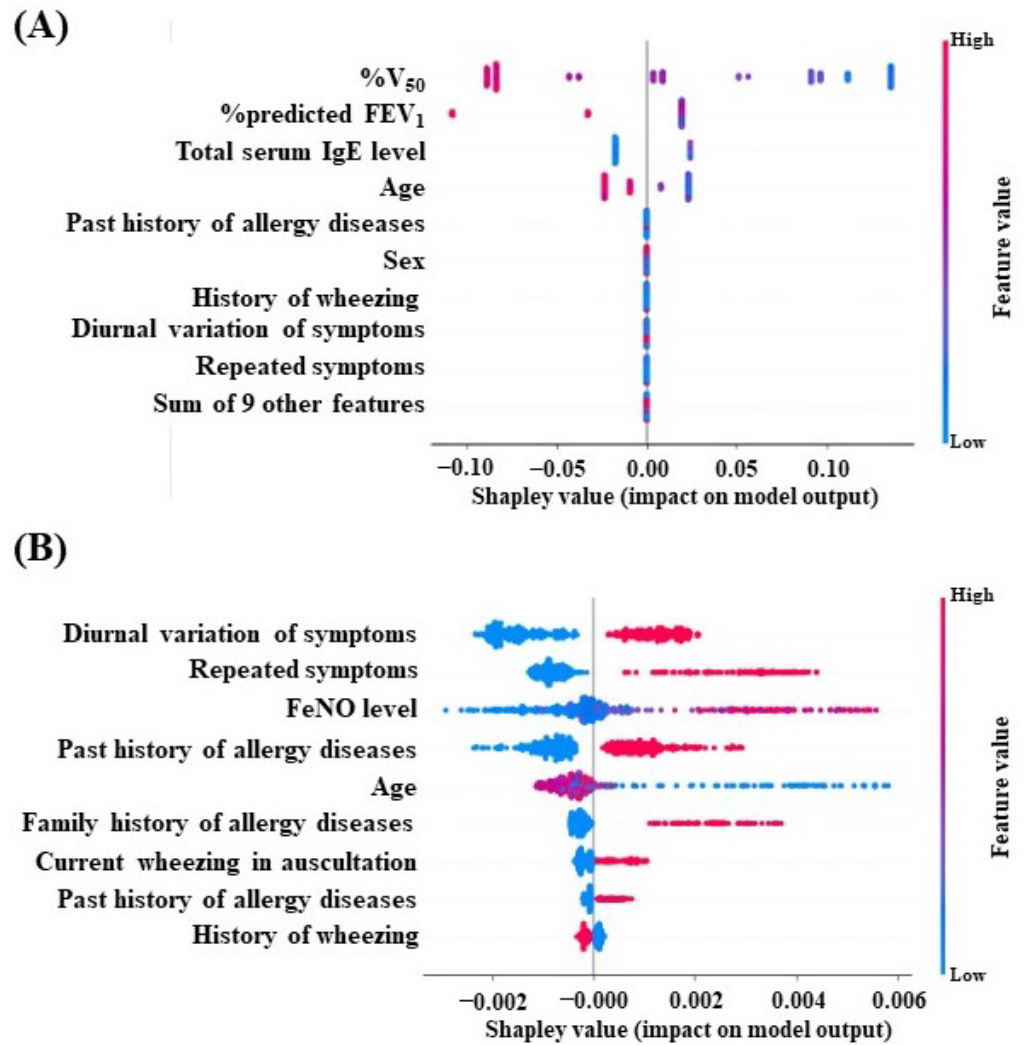 (A)
High
%V50
%predicted FEV1
Total serum IgE level
Age
Past history of allergy diseases
Sex
History of wheezing
Diurnal variation of symptoms
Repeated symptoms
Sum of 9 other features
Feature value
Low
−0.10 −0.05 0.00 0.05 0.10
Shapley value (impact on model output)
(B)
High
Diurnal variation of symptoms
Repeated symptoms
FeNO level
Past history of allergy diseases
Age
Family history of allergy diseases
Current wheezing in auscultation
Past history of allergy diseases
History of wheezing
Feature value
Low
−0.002 −0.000 0.002 0.004 0.006
Shapley value (impact on model output)